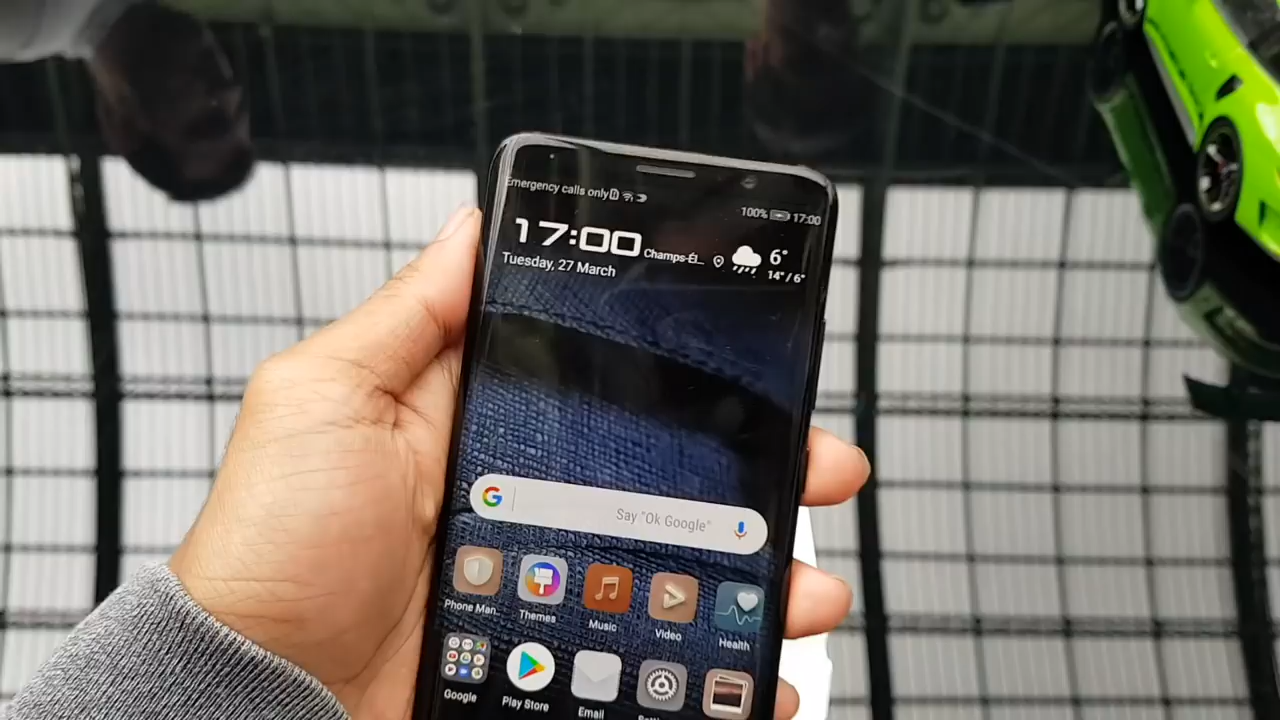 Emergency calls only
100% 17:00
17:00 Champs-El... 6°
Tuesday, 27 March 14°/6°
G Say "Ok Google"
Phone Man... Themes Music Video Health
Google Play Store Email